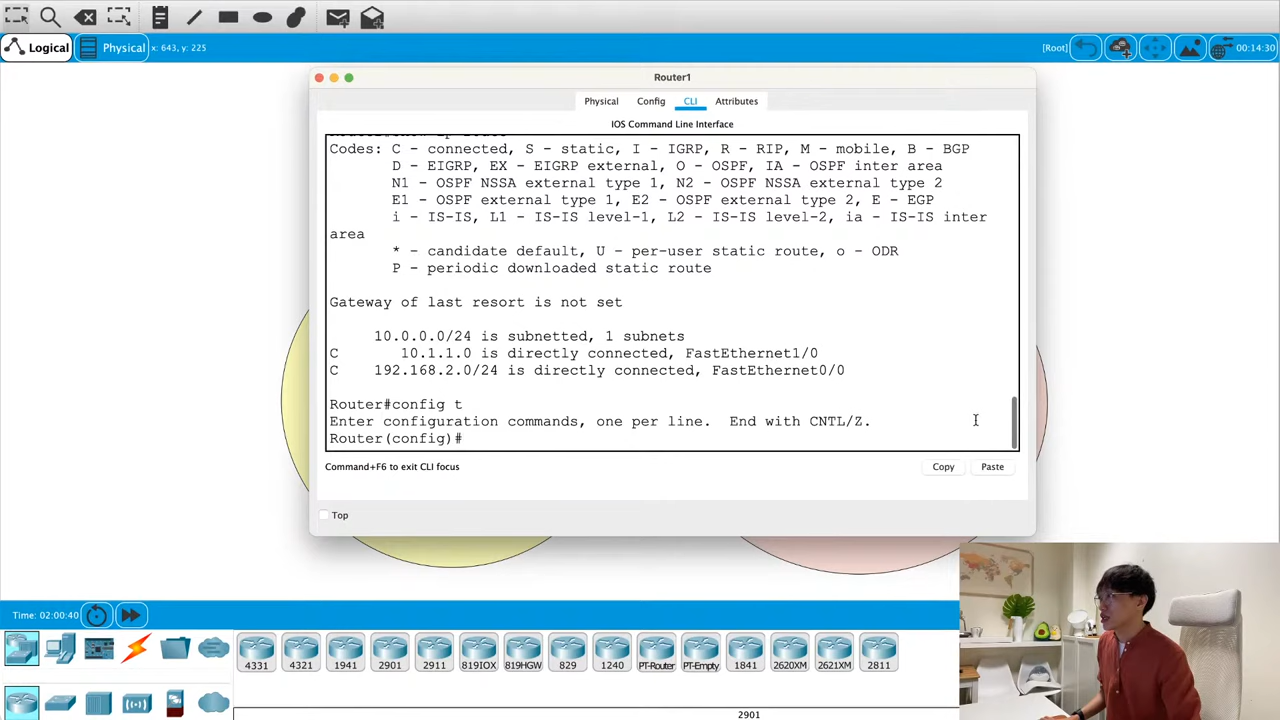 Logical
Physical
x: 643, y: 225
[Root]
00:14:30
Router1
Physical
Config
CLI
Attributes
IOS Command Line Interface
Codes: C - connected, S - static, I - IGRP, R - RIP, M - mobile, B - BGP
D - EIGRP, EX - EIGRP external, O - OSPF, IA - OSPF inter area
N1 - OSPF NSSA external type 1, N2 - OSPF NSSA external type 2
E1 - OSPF external type 1, E2 - OSPF external type 2, E - EGP
i - IS-IS, L1 - IS-IS level-1, L2 - IS-IS level-2, ia - IS-IS inter
area
* - candidate default, U - per-user static route, o - ODR
P - periodic downloaded static route
Gateway of last resort is not set
10.0.0.0/24 is subnetted, 1 subnets
C 10.1.1.0 is directly connected, FastEthernet1/0
C 192.168.2.0/24 is directly connected, FastEthernet0/0
Router#config t
Enter configuration commands, one per line. End with CNTL/Z.
Router(config)#
Command+F6 to exit CLI focus
Copy
Paste
Top
Time: 02:00:40
4331
4321
1941
2901
2911
819IOX
819HGW
829
1240
PT-Router
PT-Empty
1841
2620XM
2621XM
2811
2901